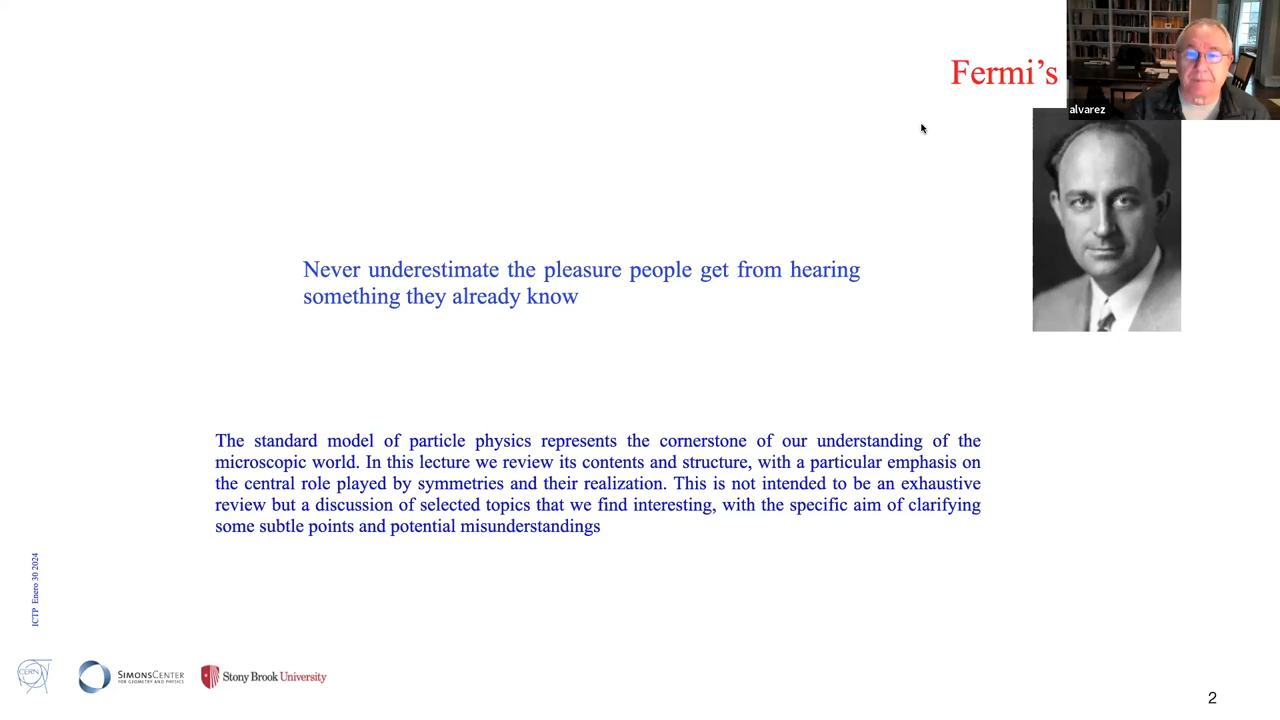 Fermi's
alvarez
Never underestimate the pleasure people get from hearing
something they already know
The standard model of particle physics represents the cornerstone of our understanding of the
microscopic world. In this lecture we review its contents and structure, with a particular emphasis on
the central role played by symmetries and their realization. This is not intended to be an exhaustive
review but a discussion of selected topics that we find interesting, with the specific aim of clarifying
some subtle points and potential misunderstandings
ICTP Enero 30 2024
CERN
SIMONS CENTER
FOR GEOMETRY AND PHYSICS
Stony Brook University
2